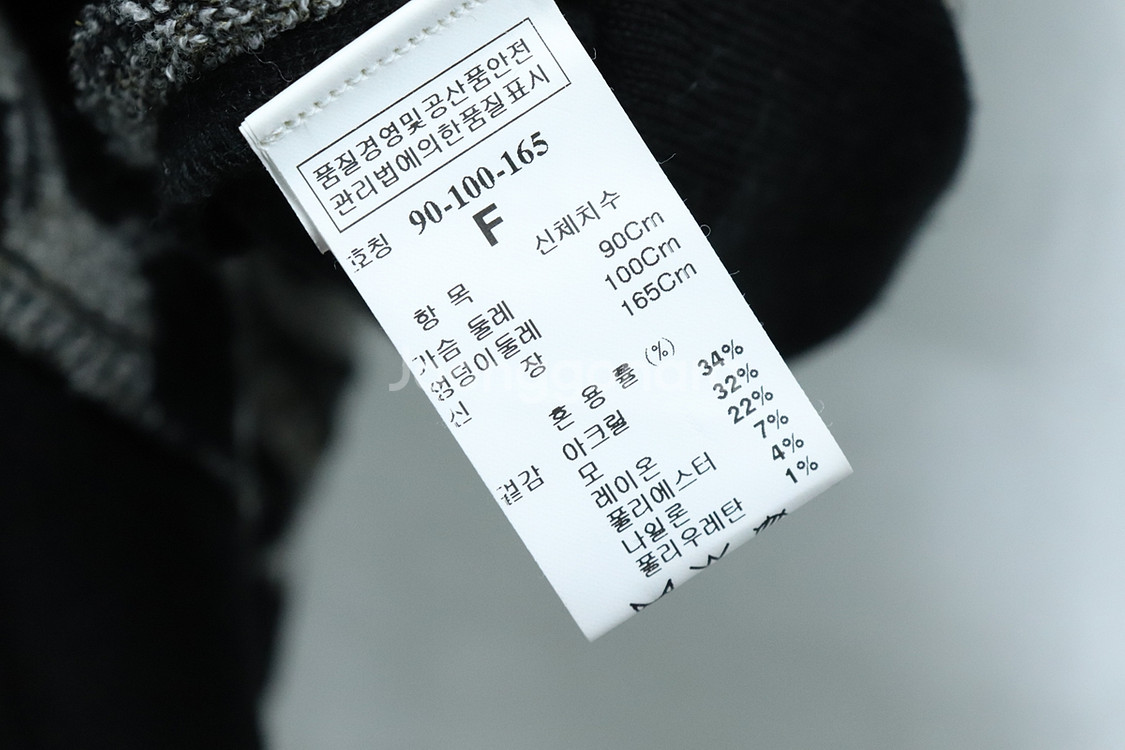 품질경영및공산품안전
관리법에의한품질표시
호칭 90-100-165
F
항 목 신체치수
가슴 둘레 90Cm
엉덩이둘레 100Cm
신 장 165Cm
혼 용 률 (%)
겉감 아크릴 34%
모 32%
레이온 22%
폴리에스터 7%
나일론 4%
폴리우레탄 1%